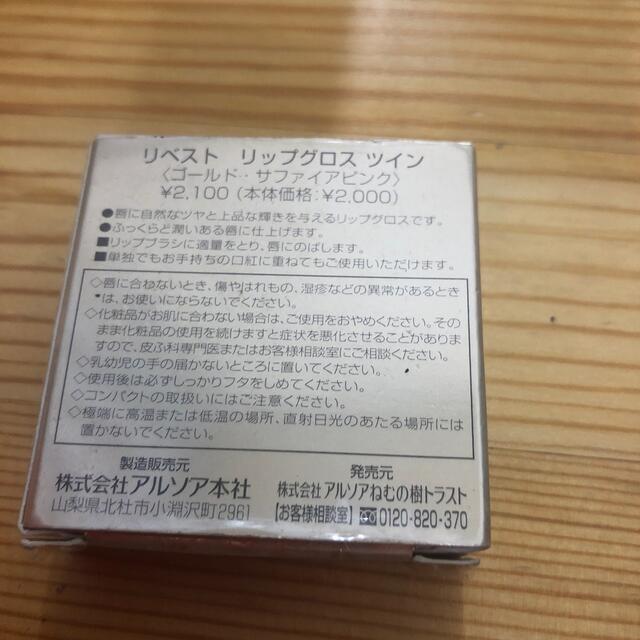 リベスト リップグロス ツイン
〈ゴールド・サファイアピンク〉
¥2,100（本体価格：¥2,000）
●唇に自然なツヤと上品な輝きを与えるリップグロスです。
●ふっくらと潤いある唇に仕上げます。
■リップブラシに適量をとり、唇にのばします。
■単独でもお手持ちの口紅に重ねてもご使用いただけます。
◇唇に合わないとき、傷やはれもの、湿疹などの異常があるとき
は、お使いにならないでください。
◇化粧品がお肌に合わない場合は、ご使用をおやめください。その
まま化粧品の使用を続けますと症状を悪化させることがありま
すので、皮ふ科専門医またはお客様相談室にご相談ください。
◇乳幼児の手の届かないところに置いてください。
◇使用後は必ずしっかりフタをしめてください。
◇コンパクトの取扱いにはご注意ください。
◇極端に高温または低温の場所、直射日光のあたる場所には
置かないでください。
製造販売元
株式会社アルソア本社
山梨県北杜市小淵沢町2961
発売元
株式会社アルソアねむの樹トラスト
【お客様相談室】0120-820-370